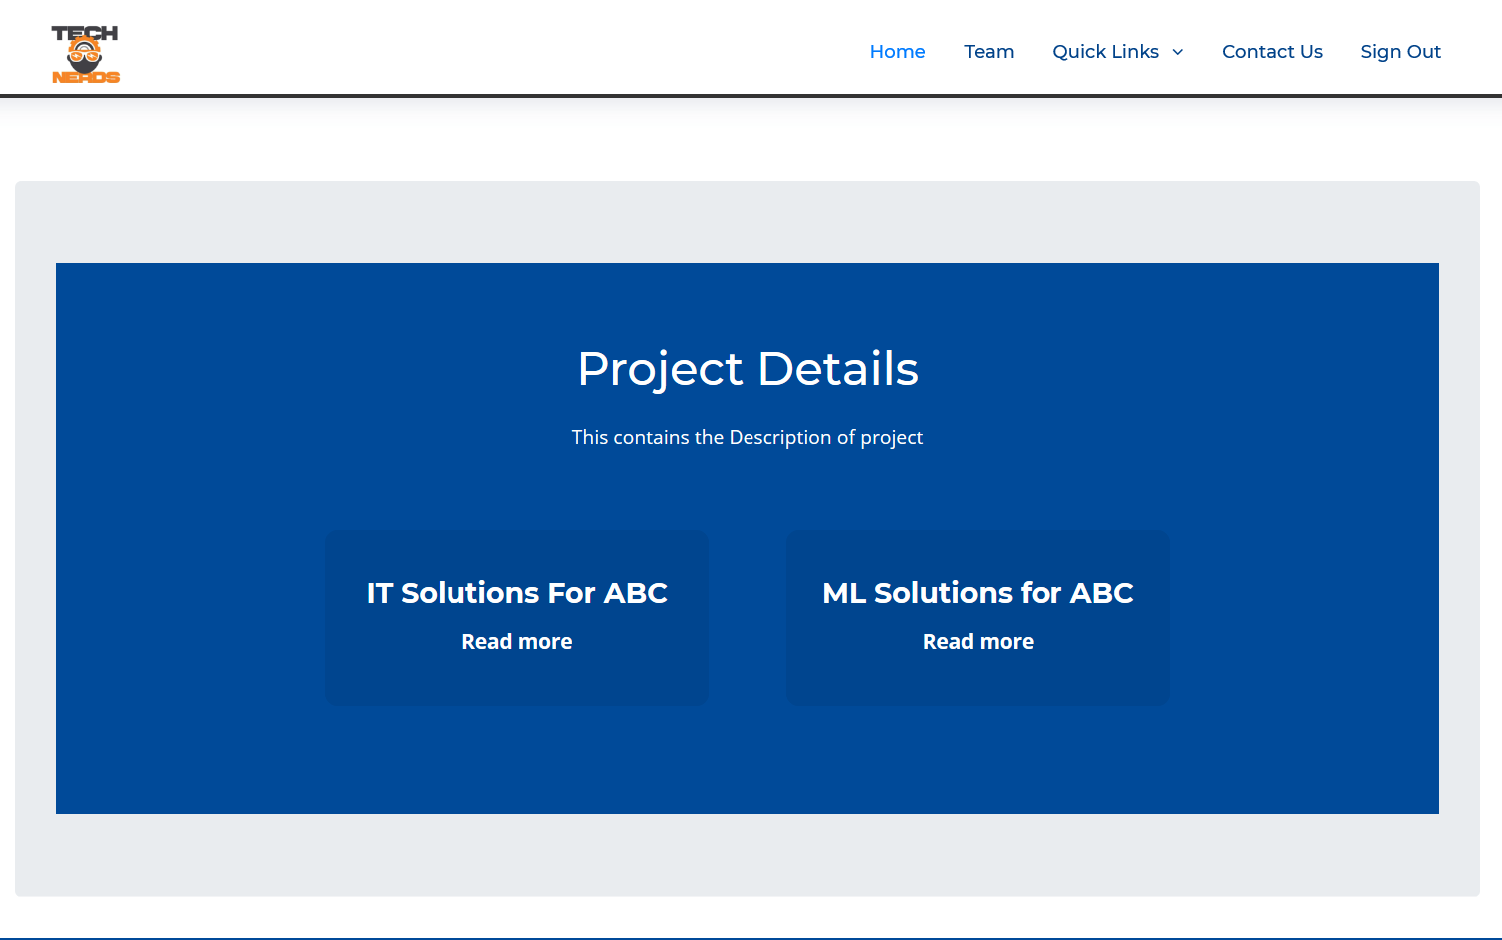 TECH
NERDS
Home Team Quick Links Contact Us Sign Out
Project Details
This contains the Description of project
IT Solutions For ABC
Read more
ML Solutions for ABC
Read more